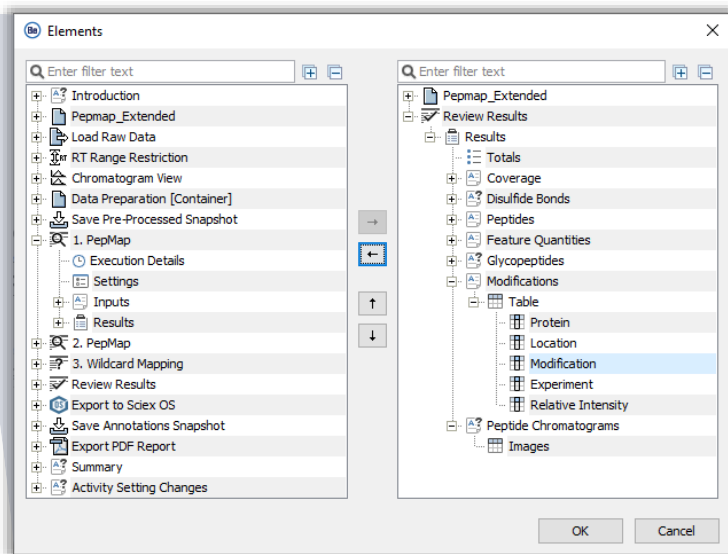 Elements
Enter filter text
Introduction
Pepmap_Extended
Load Raw Data
RT Range Restriction
Chromatogram View
Data Preparation [Container]
Save Pre-Processed Snapshot
1. PepMap
Execution Details
Settings
Inputs
Results
2. PepMap
3. Wildcard Mapping
Review Results
Export to Sciex OS
Save Annotations Snapshot
Export PDF Report
Summary
Activity Setting Changes
Enter filter text
Pepmap_Extended
Review Results
Results
Totals
Coverage
Disulfide Bonds
Peptides
Feature Quantities
Glycopeptides
Modifications
Table
Protein
Location
Modification
Experiment
Relative Intensity
Peptide Chromatograms
Images
OK
Cancel